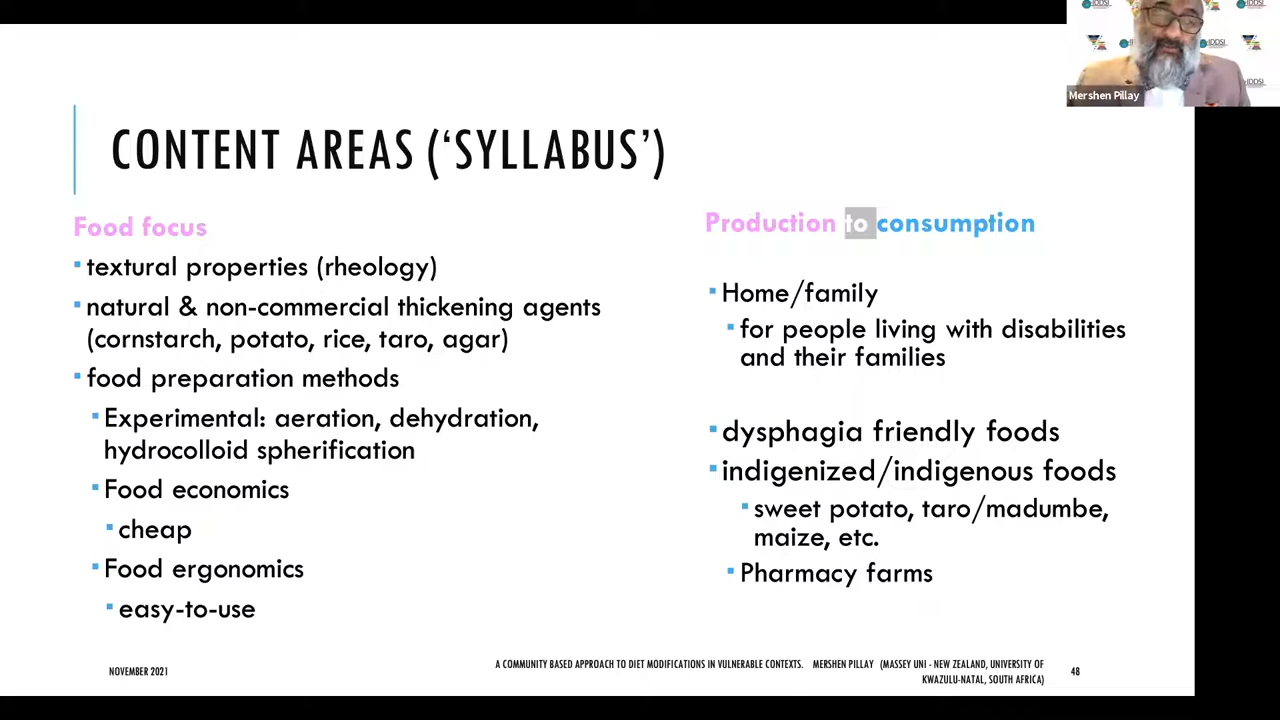 IDDSI
IDDSI
IDDSI
Mershen Pillay
CONTENT AREAS (‘SYLLABUS’)
Food focus
textural properties (rheology)
natural & non-commercial thickening agents
(cornstarch, potato, rice, taro, agar)
food preparation methods
Experimental: aeration, dehydration,
hydrocolloid spherification
Food economics
cheap
Food ergonomics
easy-to-use
Production to consumption
Home/family
for people living with disabilities
and their families
dysphagia friendly foods
indigenized/indigenous foods
sweet potato, taro/madumbe,
maize, etc.
Pharmacy farms
NOVEMBER 2021
A COMMUNITY BASED APPROACH TO DIET MODIFICATIONS IN VULNERABLE CONTEXTS. MERSHEN PILLAY (MASSEY UNI - NEW ZEALAND, UNIVERSITY OF
KWAZULU-NATAL, SOUTH AFRICA)
48